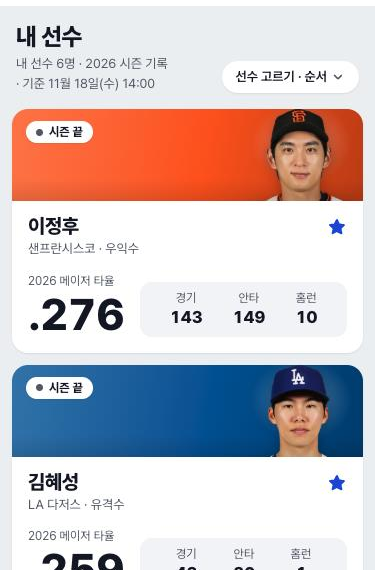 내 선수
내 선수 6명 · 2026 시즌 기록
· 기준 11월 18일(수) 14:00
선수 고르기 · 순서
시즌 끝
이정후
샌프란시스코 · 우익수
2026 메이저 타율
.276
경기 안타 홈런
143 149 10
시즌 끝
LA
김혜성
LA 다저스 · 유격수
2026 메이저 타율
.259
경기 안타 홈런